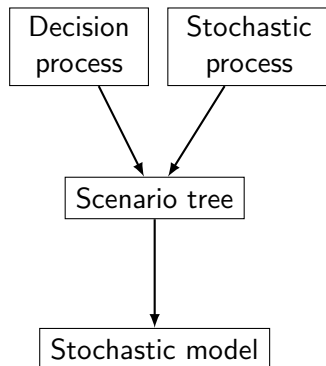 Decision
process
Stochastic
process
Scenario tree
Stochastic model